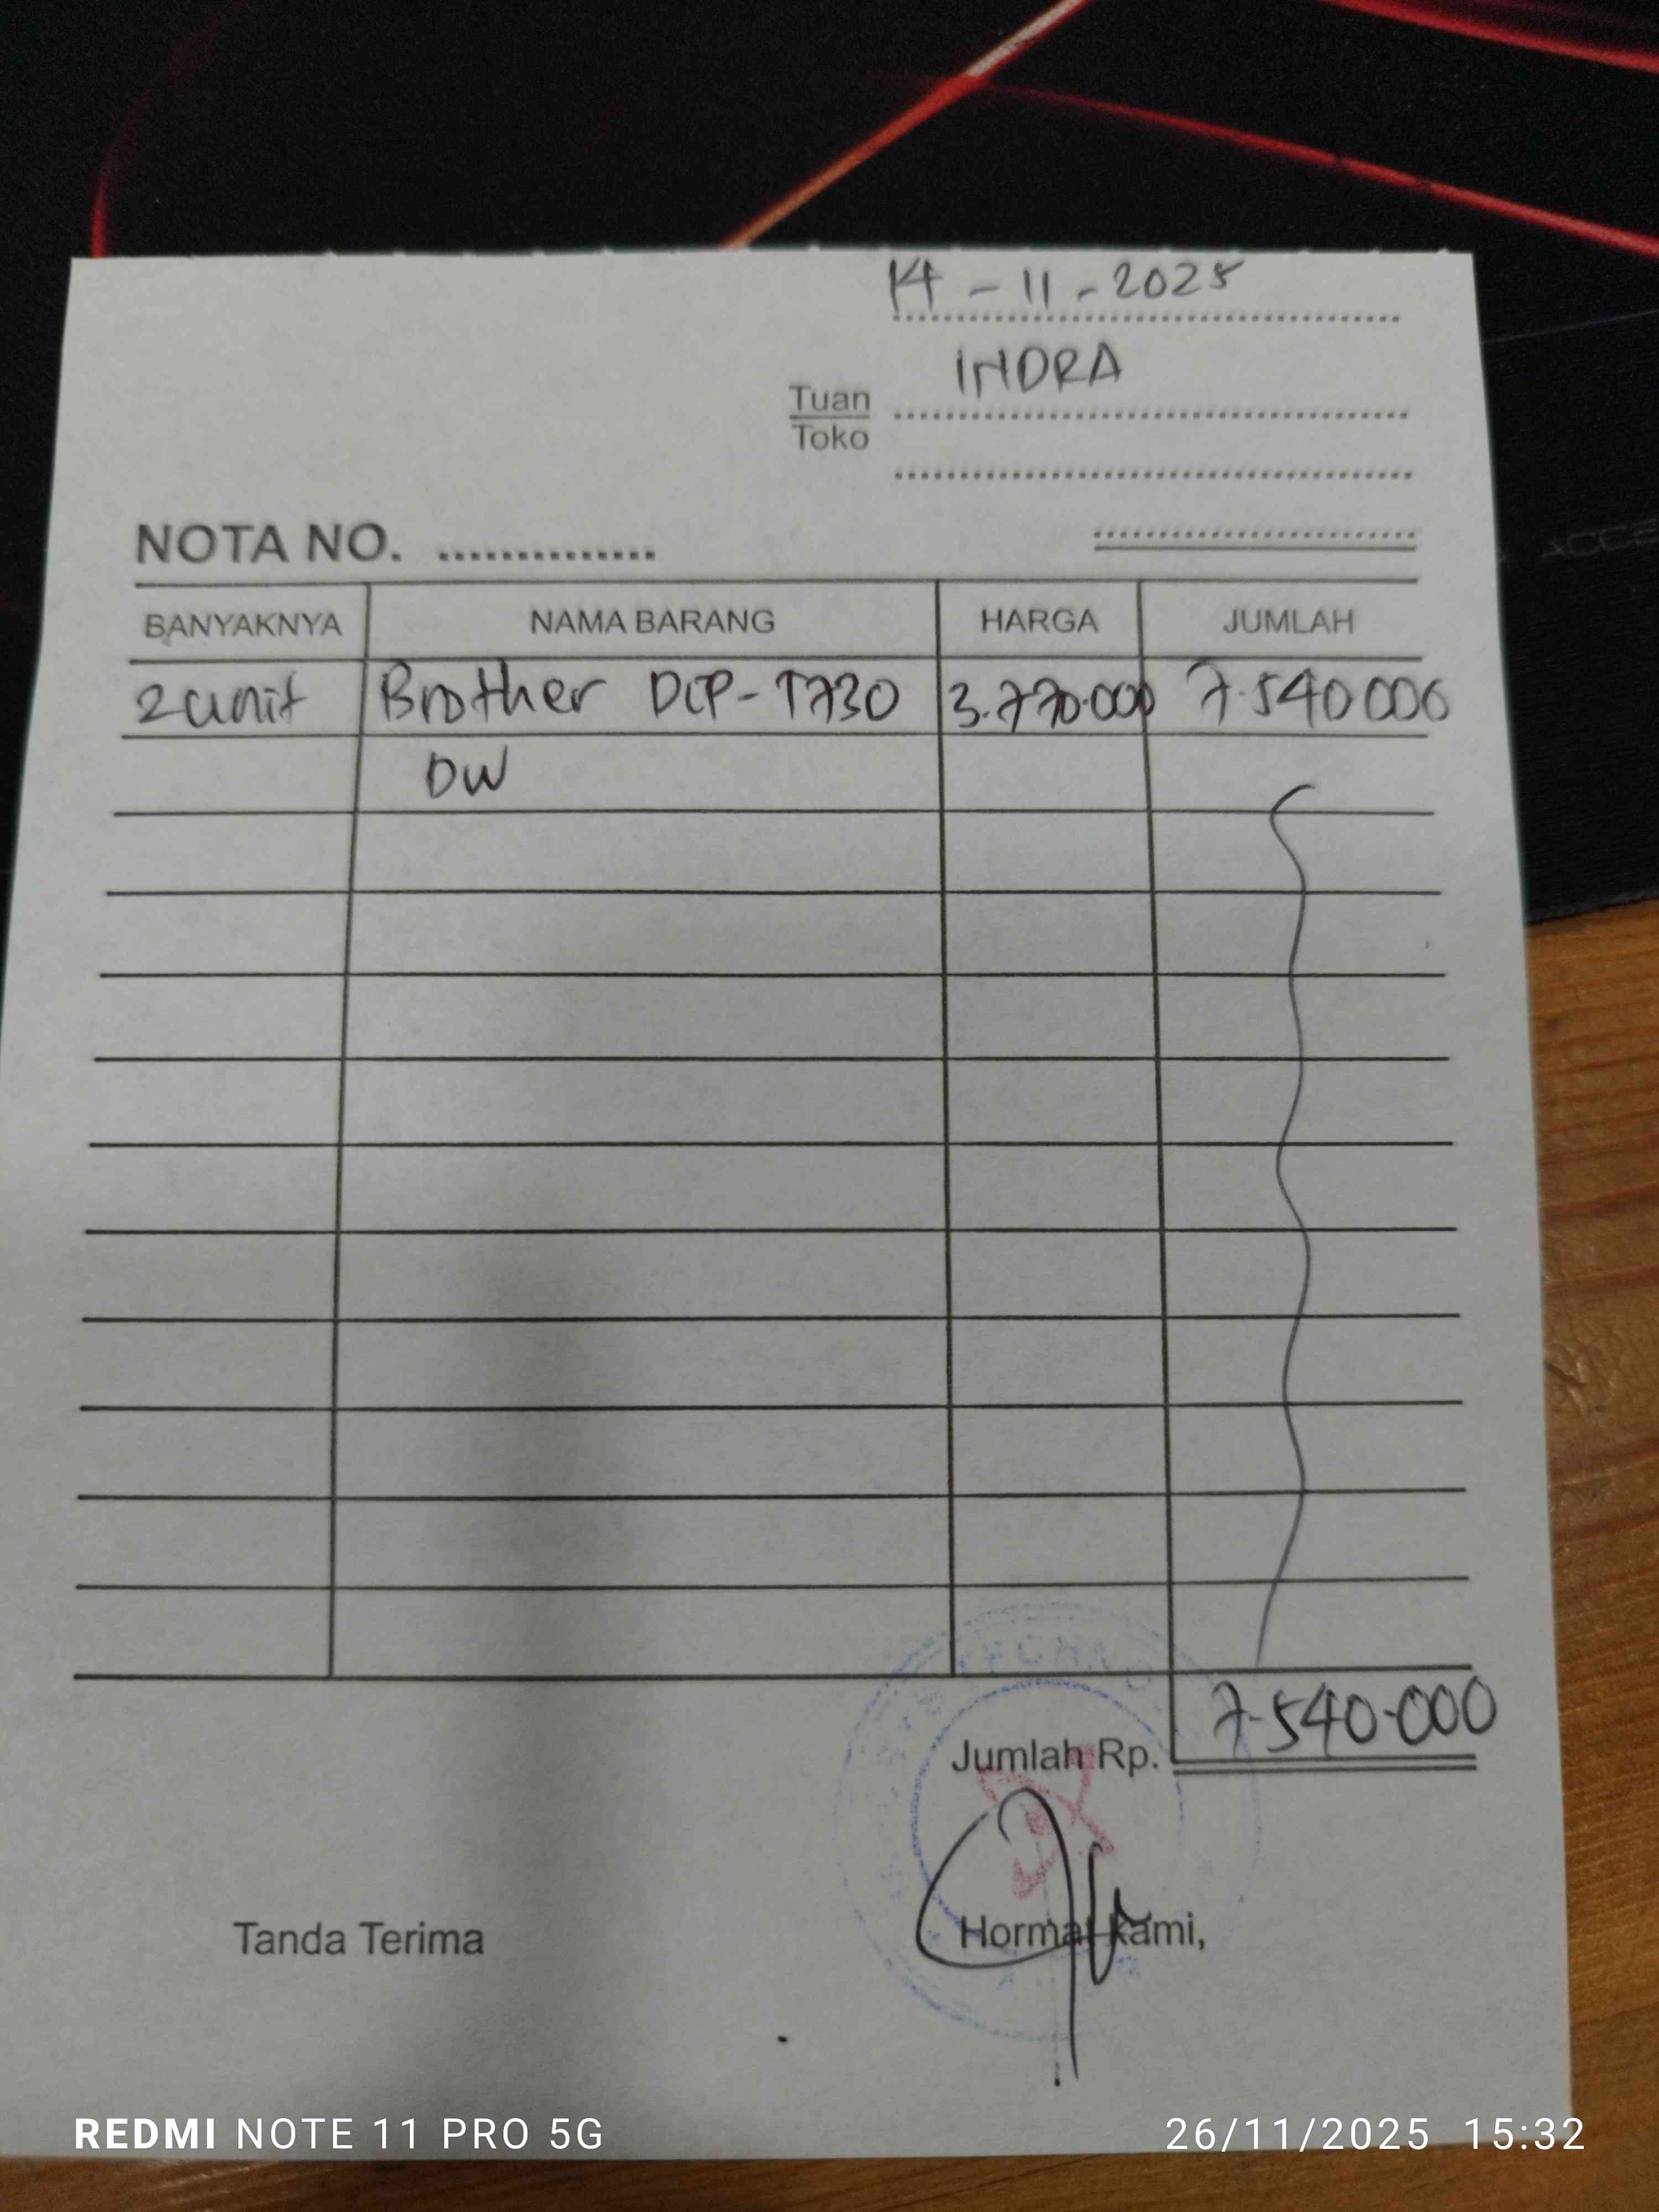 14 - 11 - 2025
INDRA
Tuan
Toko
NOTA NO. ..............
BANYAKNYA NAMA BARANG HARGA JUMLAH
2 unit Brother DCP-T730 3.770.000 7.540 000
DW
Jumlah Rp. 7.540.000
Tanda Terima Hormat kami,
REDMI NOTE 11 PRO 5G 26/11/2025 15:32